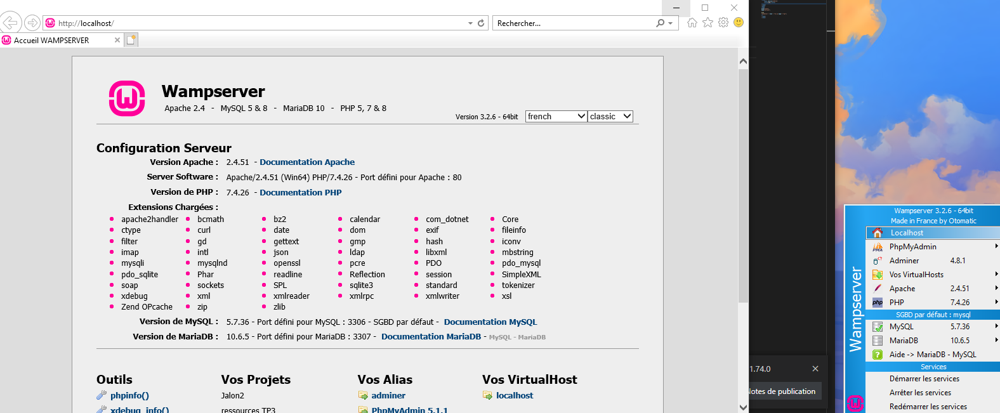 http://localhost/
Rechercher...
Accueil WAMPSERVER
Wampserver
Apache 2.4 - MySQL 5 & 8 - MariaDB 10 - PHP 5, 7 & 8
Version 3.2.6 - 64bit french classic
Configuration Serveur
Version Apache : 2.4.51 - Documentation Apache
Server Software : Apache/2.4.51 (Win64) PHP/7.4.26 - Port défini pour Apache : 80
Version de PHP : 7.4.26 - Documentation PHP
Extensions Chargées :
apache2handler bcmath bz2 calendar com_dotnet Core
ctype curl date dom exif fileinfo
filter gd gettext gmp hash iconv
imap intl json ldap libxml mbstring
mysqli mysqlnd openssl pcre PDO pdo_mysql
pdo_sqlite Phar readline Reflection session SimpleXML
soap sockets SPL sqlite3 standard tokenizer
xdebug xml xmlreader xmlrpc xmlwriter xsl
Zend OPcache zip zlib
Version de MySQL : 5.7.36 - Port défini pour MySQL : 3306 - SGBD par défaut - Documentation MySQL
Version de MariaDB : 10.6.5 - Port défini pour MariaDB : 3307 - Documentation MariaDB - MySQL - MariaDB
Outils
phpinfo()
xdebug_info()
Vos Projets
Jalon2
ressources TP3
Vos Alias
adminer
PhpMyAdmin 5.1.1
Vos VirtualHost
localhost
1.74.0
Notes de publication
Wampserver
Wampserver 3.2.6 - 64bit
Made in France by Otomatic
Localhost
PhpMyAdmin
Adminer 4.8.1
Vos VirtualHosts
Apache 2.4.51
php PHP 7.4.26
SGBD par défaut : mysql
MySQL 5.7.36
MariaDB 10.6.5
Aide -> MariaDB - MySQL
Services
Démarrer les services
Arrêter les services
Redémarrer les services